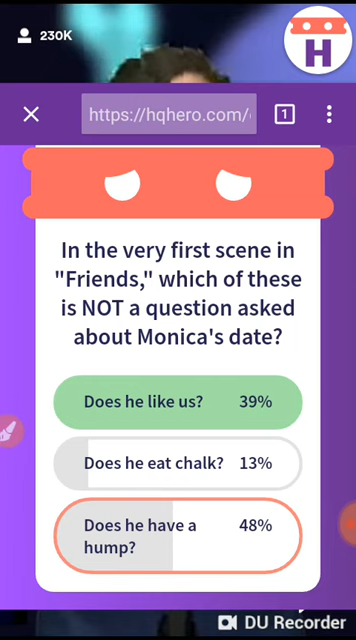 230K
H
https://hqhero.com/
1
In the very first scene in
"Friends," which of these
is NOT a question asked
about Monica's date?
Does he like us? 39%
Does he eat chalk? 13%
Does he have a 48%
hump?
DU Recorder